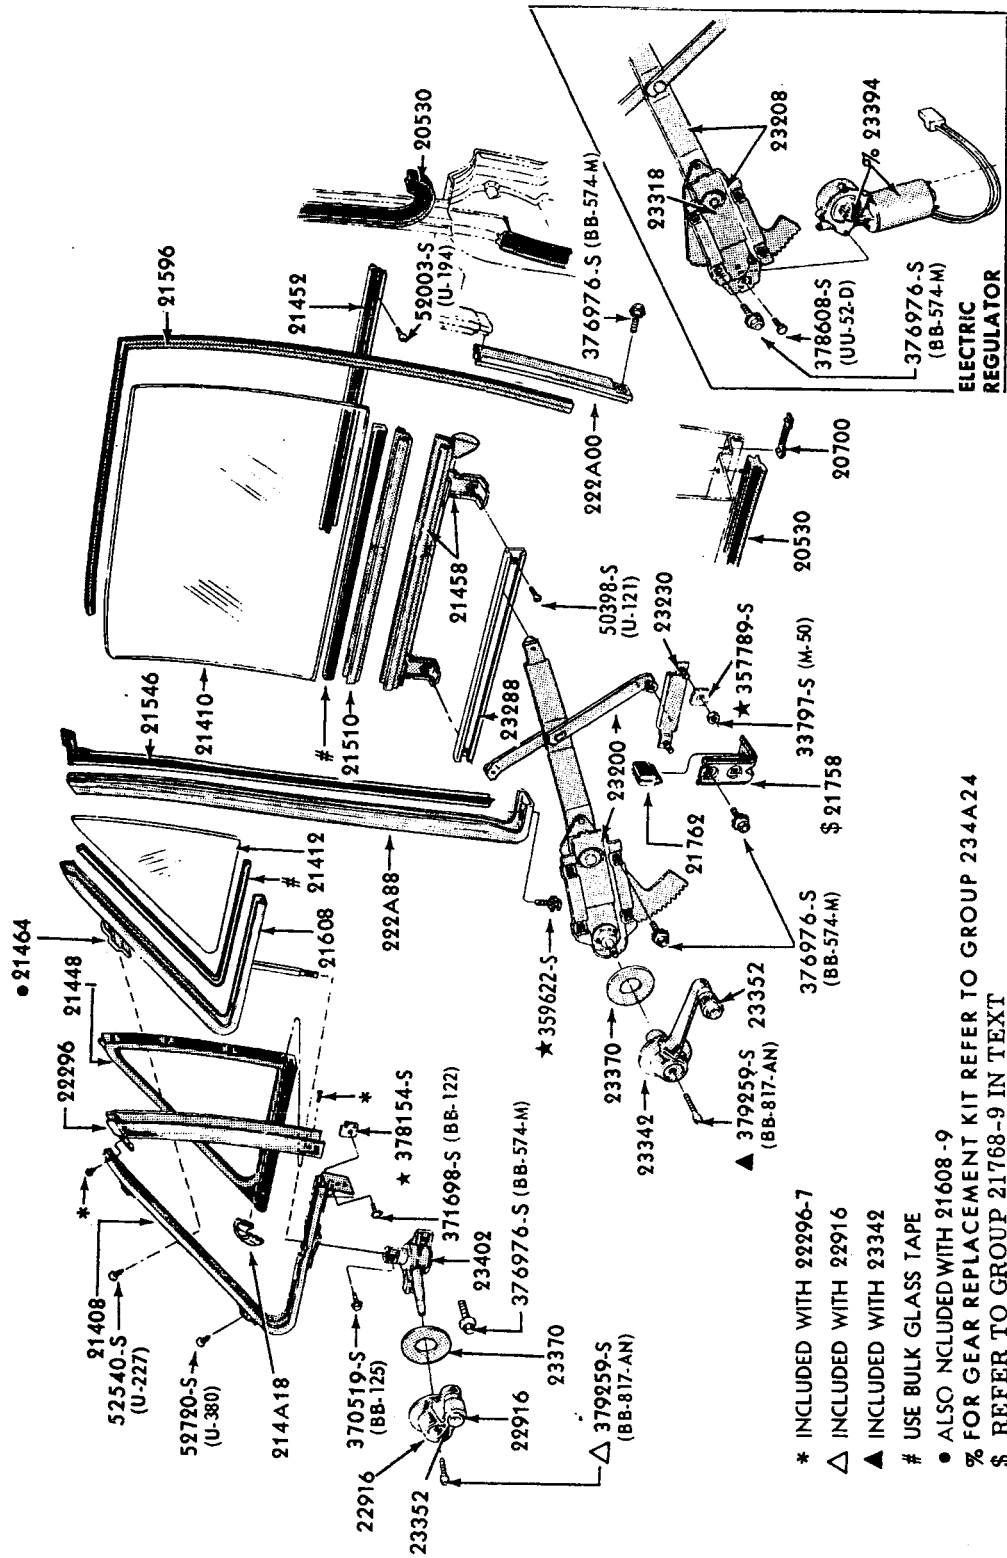 ● 21464
22296
21448
*
21408
52540-S
(U-227)
52720-S
(U-380)
214A18
370519-S
(BB-125)
22916
23352
22916
△ 379259-S
(BB-817-AN)
23370
376976-S (BB-574-M)
23402
371698-S (BB-122)
★ 378154-S
*
21608
#
21412
222A88
21546
21410
#
21510
21458
23288
21596
21452
52003-S
(U-194)
20530
376976-S (BB-574-M)
222A00
50398-S
(U-121)
23230
★ 357789-S
33797-S (M-50)
$ 21758
21762
23200
★ 359622-S
23370
23342
▲ 379259-S
(BB-817-AN)
23352
376976-S
(BB-574-M)
20530
20700
23318
23208
% 23394
378608-S
(UU-52-D)
376976-S
(BB-574-M)
ELECTRIC
REGULATOR
* INCLUDED WITH 22296-7
△ INCLUDED WITH 22916
▲ INCLUDED WITH 23342
# USE BULK GLASS TAPE
● ALSO NCLUDED WITH 21608-9
% FOR GEAR REPLACEMENT KIT REFER TO GROUP 234A24
$ REFER TO GROUP 21768-9 IN TEXT